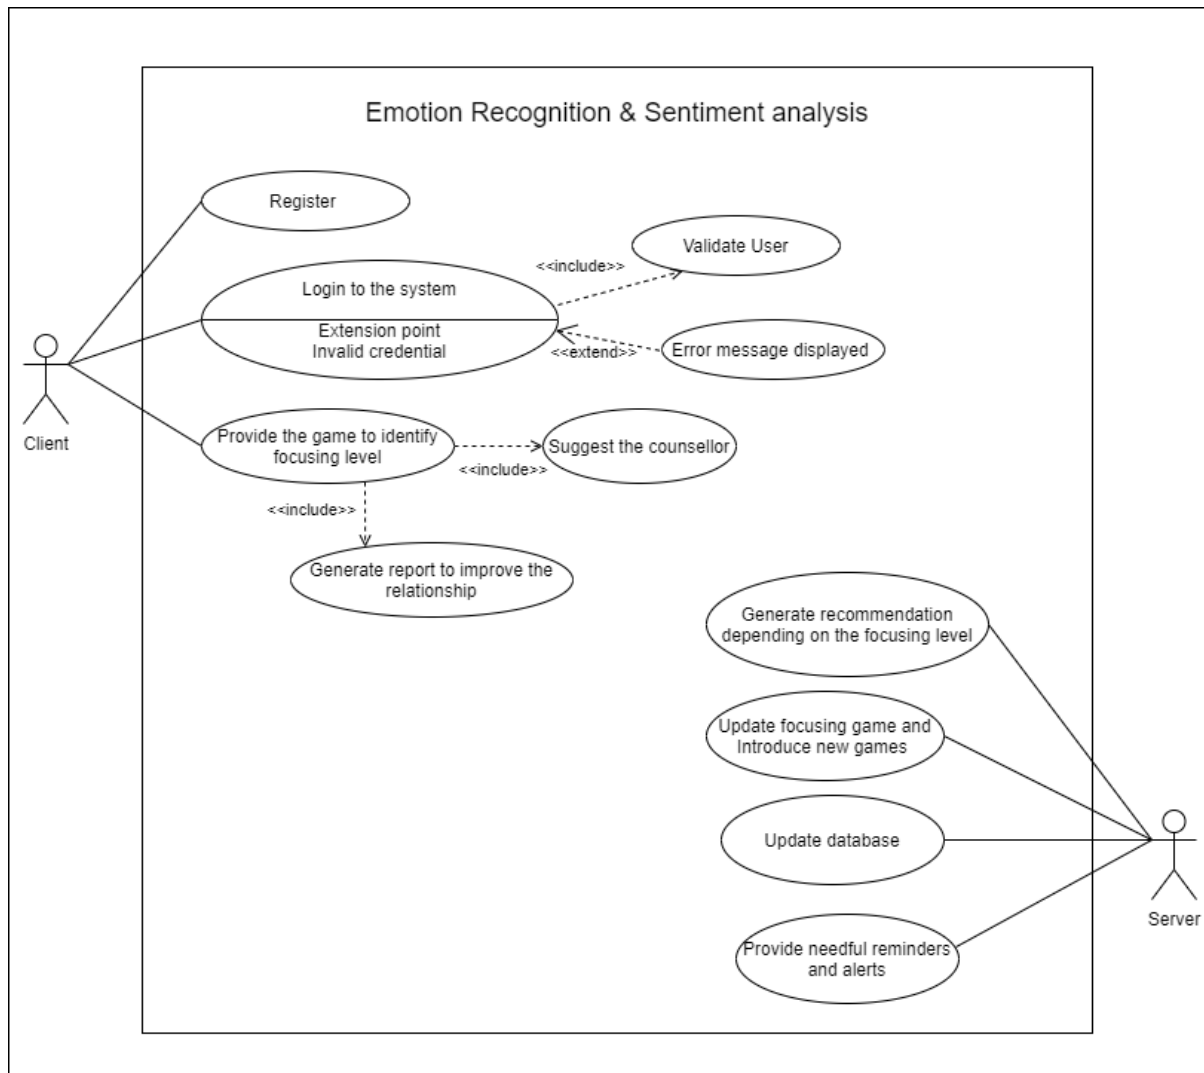 Emotion Recognition & Sentiment analysis
Register
Validate User
<<include>>
Login to the system
Extension point
Invalid credential
<<extend>>
Error message displayed
Client
Provide the game to identify
focusing level
<<include>>
Suggest the counsellor
<<include>>
Generate report to improve the
relationship
Generate recommendation
depending on the focusing level
Update focusing game and
Introduce new games
Update database
Server
Provide needful reminders
and alerts